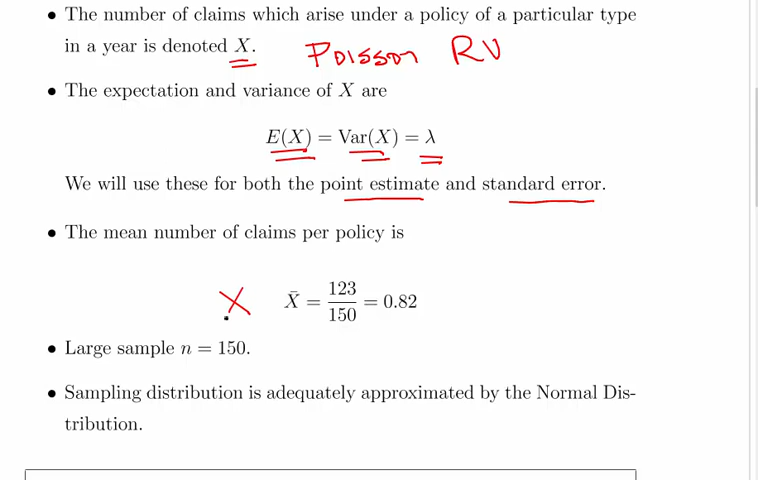 • The number of claims which arise under a policy of a particular type
in a year is denoted X. Poisson RV
• The expectation and variance of X are
E(X) = Var(X) = λ
We will use these for both the point estimate and standard error.
• The mean number of claims per policy is
X X̄ = 123/150 = 0.82
• Large sample n = 150.
• Sampling distribution is adequately approximated by the Normal Dis-
tribution.